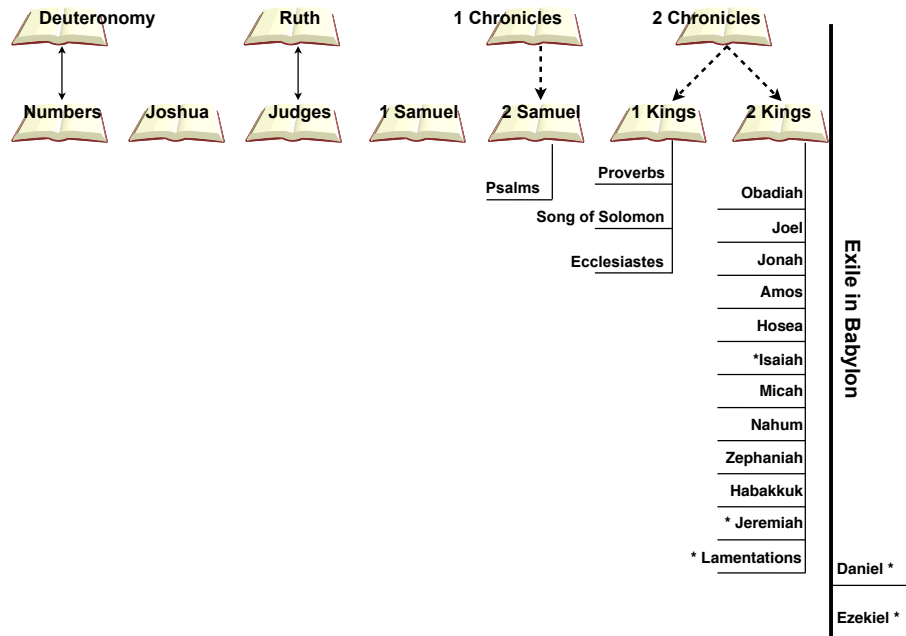 Deuteronomy
Ruth
1 Chronicles
2 Chronicles
Numbers
Joshua
Judges
1 Samuel
2 Samuel
1 Kings
2 Kings
Psalms
Proverbs
Song of Solomon
Ecclesiastes
Obadiah
Joel
Jonah
Amos
Hosea
*Isaiah
Micah
Nahum
Zephaniah
Habakkuk
* Jeremiah
* Lamentations
Exile in Babylon
Daniel *
Ezekiel *